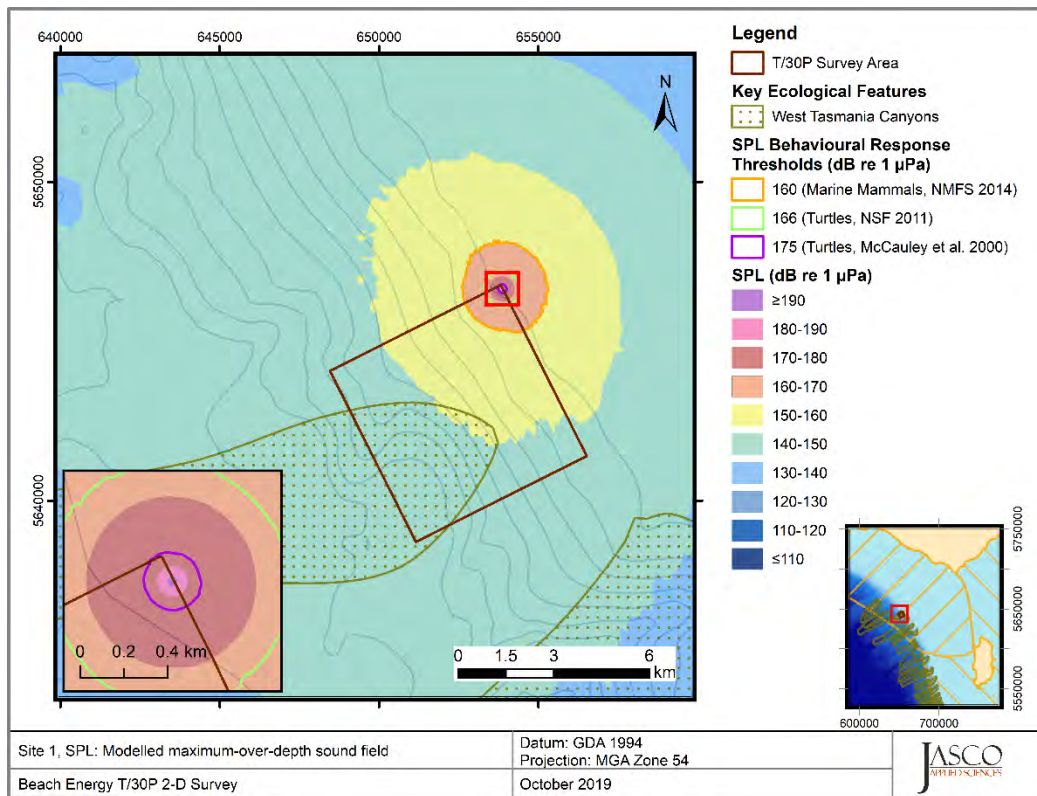 640000 645000 650000 655000
5650000
5645000
5640000
N
0 0.2 0.4 km
0 1.5 3 6
km
Legend
T/30P Survey Area
Key Ecological Features
West Tasmania Canyons
SPL Behavioural Response
Thresholds (dB re 1 µPa)
160 (Marine Mammals, NMFS 2014)
166 (Turtles, NSF 2011)
175 (Turtles, McCauley et al. 2000)
SPL (dB re 1 µPa)
≥190
180-190
170-180
160-170
150-160
140-150
130-140
120-130
110-120
≤110
5750000
5650000
5550000
600000 700000
Site 1, SPL: Modelled maximum-over-depth sound field
Datum: GDA 1994
Projection: MGA Zone 54
Beach Energy T/30P 2-D Survey
October 2019
JASCO
APPLIED SCIENCES